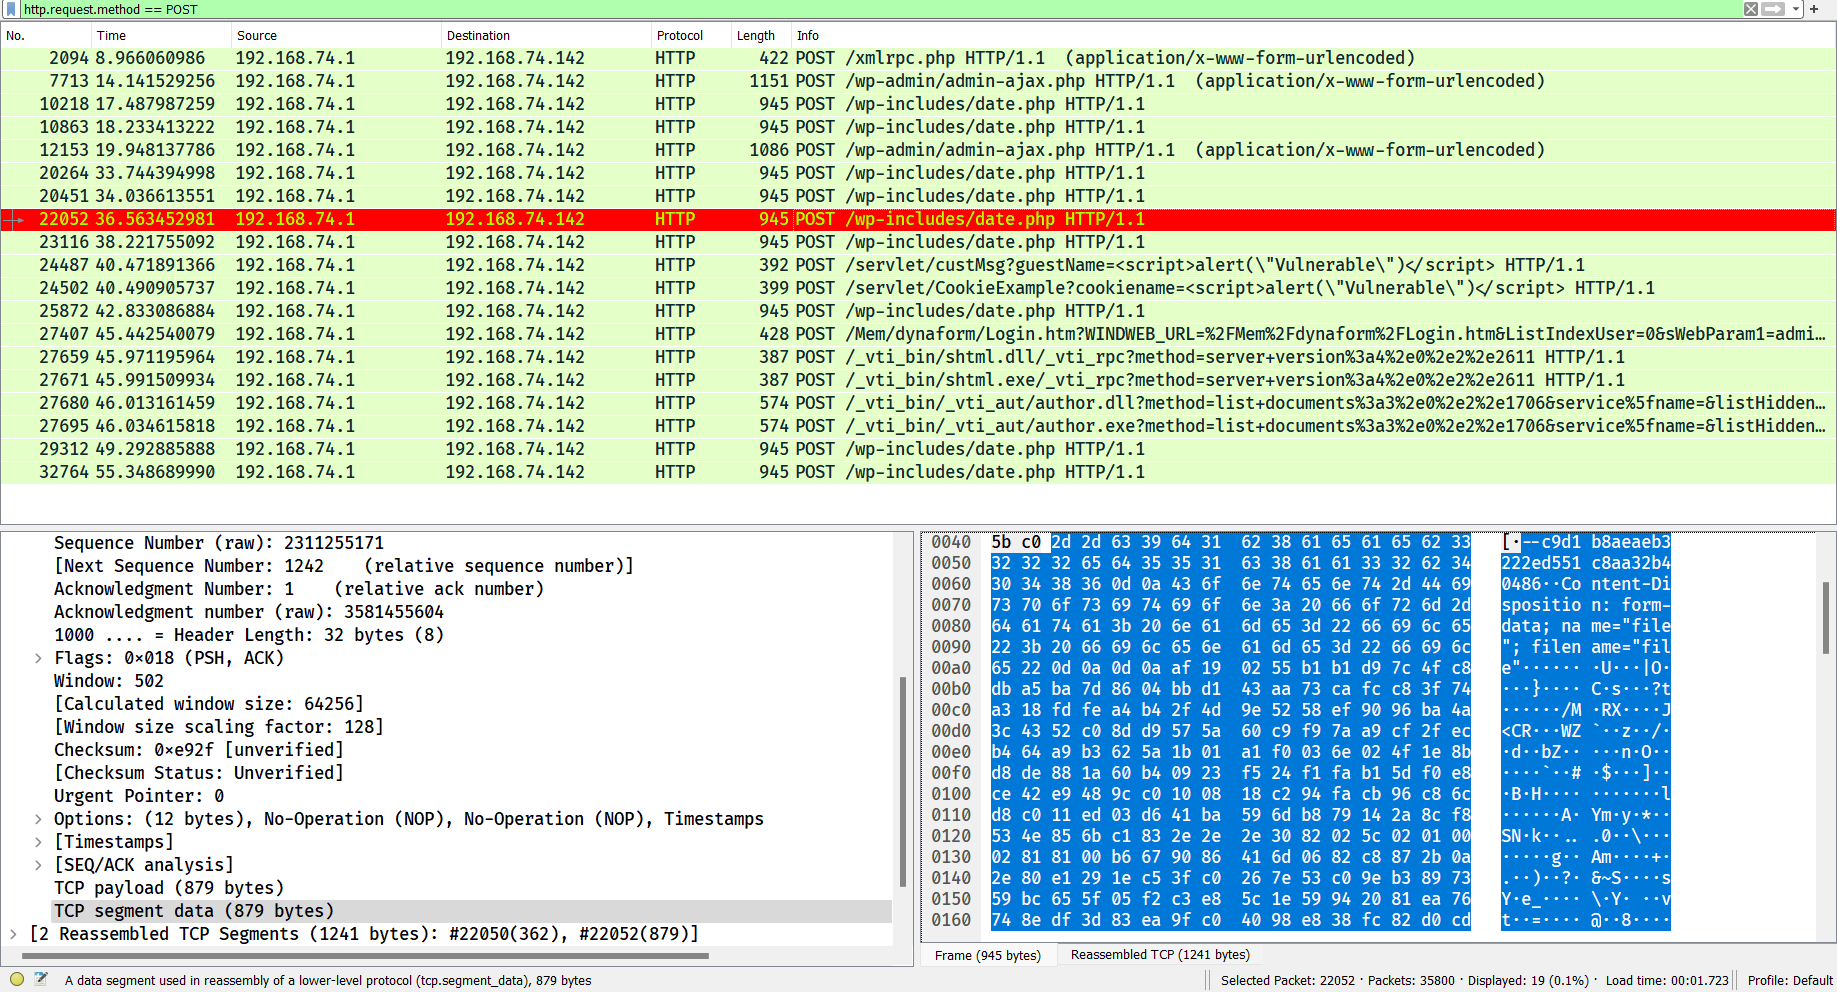 http.request.method == POST
No. Time Source Destination Protocol Length Info
2094 8.966060986 192.168.74.1 192.168.74.142 HTTP 422 POST /xmlrpc.php HTTP/1.1  (application/x-www-form-urlencoded)
7713 14.141529256 192.168.74.1 192.168.74.142 HTTP 1151 POST /wp-admin/admin-ajax.php HTTP/1.1  (application/x-www-form-urlencoded)
10218 17.487987259 192.168.74.1 192.168.74.142 HTTP 945 POST /wp-includes/date.php HTTP/1.1
10863 18.233413222 192.168.74.1 192.168.74.142 HTTP 945 POST /wp-includes/date.php HTTP/1.1
12153 19.948137786 192.168.74.1 192.168.74.142 HTTP 1086 POST /wp-admin/admin-ajax.php HTTP/1.1  (application/x-www-form-urlencoded)
20264 33.744394998 192.168.74.1 192.168.74.142 HTTP 945 POST /wp-includes/date.php HTTP/1.1
20451 34.036613551 192.168.74.1 192.168.74.142 HTTP 945 POST /wp-includes/date.php HTTP/1.1
22052 36.563452981 192.168.74.1 192.168.74.142 HTTP 945 POST /wp-includes/date.php HTTP/1.1
23116 38.221755092 192.168.74.1 192.168.74.142 HTTP 945 POST /wp-includes/date.php HTTP/1.1
24487 40.471891366 192.168.74.1 192.168.74.142 HTTP 392 POST /servlet/custMsg?guestName=<script>alert(\"Vulnerable\")</script> HTTP/1.1
24502 40.490905737 192.168.74.1 192.168.74.142 HTTP 399 POST /servlet/CookieExample?cookiename=<script>alert(\"Vulnerable\")</script> HTTP/1.1
25872 42.833086884 192.168.74.1 192.168.74.142 HTTP 945 POST /wp-includes/date.php HTTP/1.1
27407 45.442540079 192.168.74.1 192.168.74.142 HTTP 428 POST /Mem/dynaform/Login.htm?WINDWEB_URL=%2FMem%2Fdynaform%2FLogin.htm&ListIndexUser=0&sWebParam1=admi…
27659 45.971195964 192.168.74.1 192.168.74.142 HTTP 387 POST /_vti_bin/shtml.dll/_vti_rpc?method=server+version%3a4%2e0%2e2%2e2611 HTTP/1.1
27671 45.991509934 192.168.74.1 192.168.74.142 HTTP 387 POST /_vti_bin/shtml.exe/_vti_rpc?method=server+version%3a4%2e0%2e2%2e2611 HTTP/1.1
27680 46.013161459 192.168.74.1 192.168.74.142 HTTP 574 POST /_vti_bin/_vti_aut/author.dll?method=list+documents%3a3%2e0%2e2%2e1706&service%5fname=&listHidden…
27695 46.034615818 192.168.74.1 192.168.74.142 HTTP 574 POST /_vti_bin/_vti_aut/author.exe?method=list+documents%3a3%2e0%2e2%2e1706&service%5fname=&listHidden…
29312 49.292885888 192.168.74.1 192.168.74.142 HTTP 945 POST /wp-includes/date.php HTTP/1.1
32764 55.348689990 192.168.74.1 192.168.74.142 HTTP 945 POST /wp-includes/date.php HTTP/1.1
Sequence Number (raw): 2311255171
[Next Sequence Number: 1242    (relative sequence number)]
Acknowledgment Number: 1    (relative ack number)
Acknowledgment number (raw): 3581455604
1000 .... = Header Length: 32 bytes (8)
Flags: 0×018 (PSH, ACK)
Window: 502
[Calculated window size: 64256]
[Window size scaling factor: 128]
Checksum: 0×e92f [unverified]
[Checksum Status: Unverified]
Urgent Pointer: 0
Options: (12 bytes), No-Operation (NOP), No-Operation (NOP), Timestamps
[Timestamps]
[SEQ/ACK analysis]
TCP payload (879 bytes)
TCP segment data (879 bytes)
[2 Reassembled TCP Segments (1241 bytes): #22050(362), #22052(879)]
0040 5b c0 2d 2d 63 39 64 31 62 38 61 65 61 65 62 33 [·--c9d1 b8aeaeb3
0050 32 32 32 65 64 35 35 31 63 38 61 61 33 32 62 34 222ed551 c8aa32b4
0060 30 34 38 36 0d 0a 43 6f 6e 74 65 6e 74 2d 44 69 0486··Co ntent-Di
0070 73 70 6f 73 69 74 69 6f 6e 3a 20 66 6f 72 6d 2d spositio n: form-
0080 64 61 74 61 3b 20 6e 61 6d 65 3d 22 66 69 6c 65 data; na me="file
0090 22 3b 20 66 69 6c 65 6e 61 6d 65 3d 22 66 69 6c "; filen ame="fil
00a0 65 22 0d 0a 0d 0a af 19 02 55 b1 b1 d9 7c 4f c8 e"······ ·U···|O·
00b0 db a5 ba 7d 86 04 bb d1 43 aa 73 ca fc c8 3f 74 ···}···· C·s···?t
00c0 a3 18 fd fe a4 b4 2f 4d 9e 52 58 ef 90 96 ba 4a ······/M ·RX····J
00d0 3c 43 52 c0 8d d9 57 5a 60 c9 f9 7a a9 cf 2f ec <CR···WZ `··z··/·
00e0 b4 64 a9 b3 62 5a 1b 01 a1 f0 03 6e 02 4f 1e 8b ·d··bZ·· ···n·O··
00f0 d8 de 88 1a 60 b4 09 23 f5 24 f1 fa b1 5d f0 e8 ····`··# ·$···]··
0100 ce 42 e9 48 9c c0 10 08 18 c2 94 fa cb 96 c8 6c ·B·H···· ·······l
0110 d8 c0 11 ed 03 d6 41 ba 59 6d b8 79 14 2a 8c f8 ······A· Ym·y·*··
0120 53 4e 85 6b c1 83 2e 2e 2e 30 82 02 5c 02 01 00 SN·k··.. .0··\···
0130 02 81 81 00 b6 67 90 86 41 6d 06 82 c8 87 2b 0a ·····g·· Am····+·
0140 2e 80 e1 29 1e c5 3f c0 26 7e 53 c0 9e b3 89 73 .··)··?· &~S····s
0150 59 bc 65 5f 05 f2 c3 e8 5c 1e 59 94 20 81 ea 76 Y·e_···· \·Y· ··v
0160 74 8e df 3d 83 ea 9f c0 40 98 e8 38 fc 82 d0 cd t··=···· @··8····
Frame (945 bytes) Reassembled TCP (1241 bytes)
A data segment used in reassembly of a lower-level protocol (tcp.segment_data), 879 bytes Selected Packet: 22052 · Packets: 35800 · Displayed: 19 (0.1%) · Load time: 00:01.723 Profile: Default